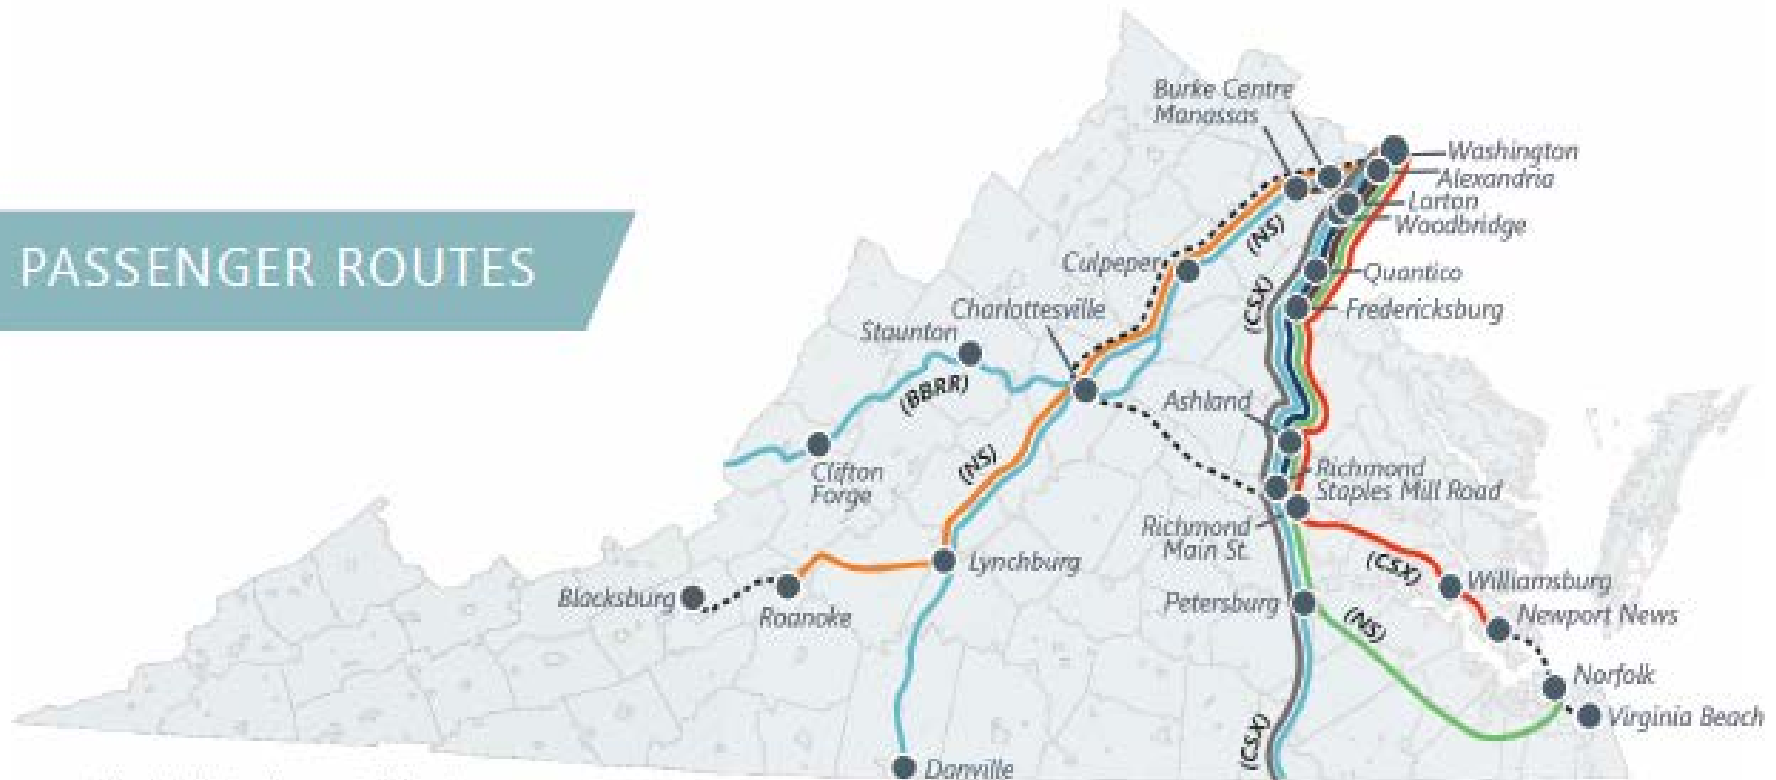 PASSENGER ROUTES
Burke Centre
Manassas
Washington
Alexandria
Lorton
Woodbridge
(NS)
Culpeper
Quantico
(CSX)
Fredericksburg
Charlottesville
Staunton
(BBRR)
Ashland
Clifton
Forge
(NS)
Richmond
Staples Mill Road
Richmond
Main St.
(CSX)
Lynchburg
Williamsburg
Blacksburg
Roanoke
Petersburg
(NS)
Newport News
Norfolk
Virginia Beach
(CSX)
Danville